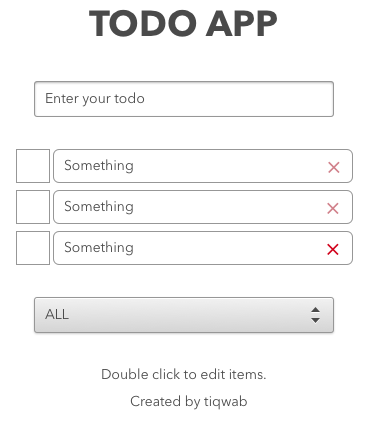 TODO APP
Enter your todo
Something
Something
Something
ALL
Double click to edit items.
Created by tiqwab